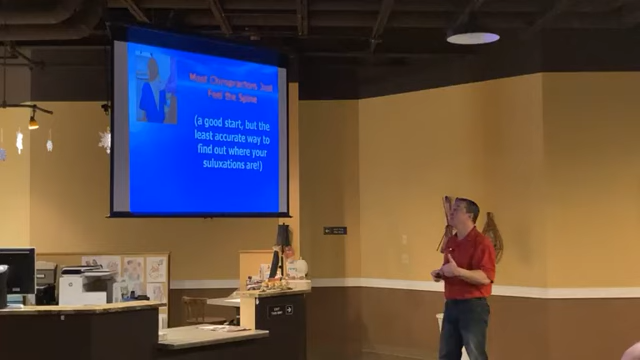 Most Chiropractors Just
Feel the Spine
(a good start, but the
least accurate way to
find out where your
suluxations are!)